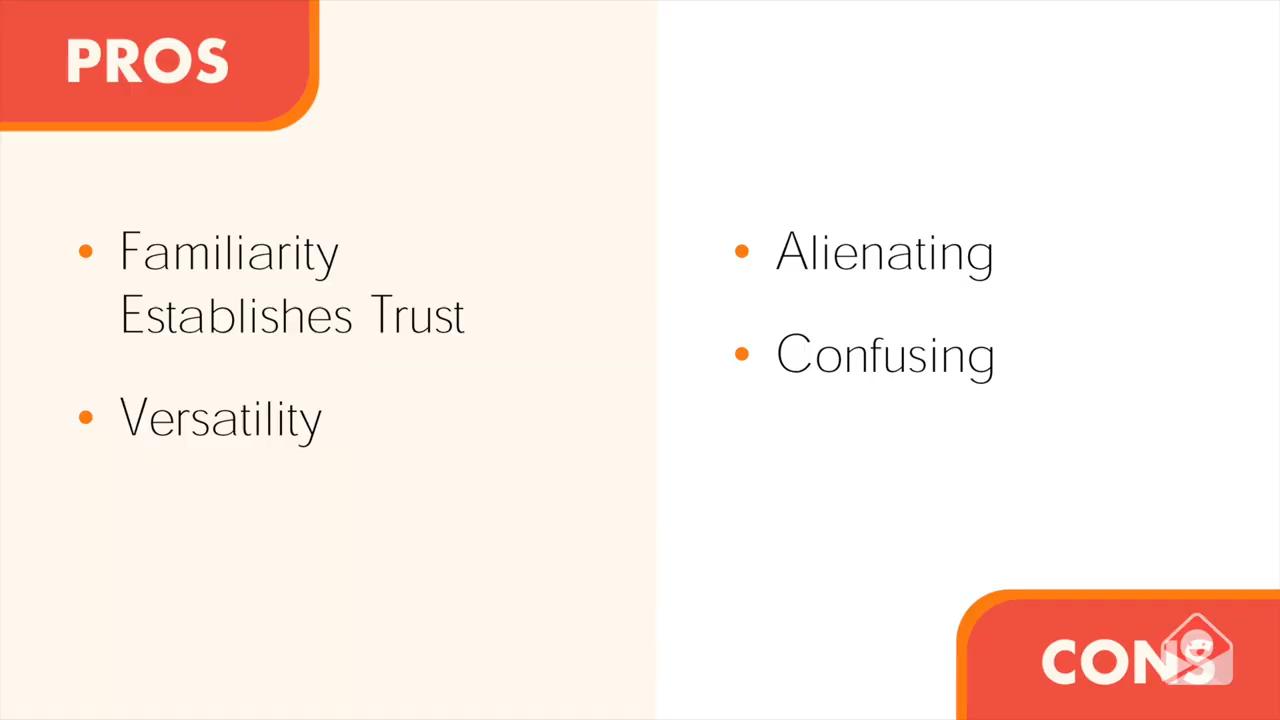 PROS
• Familiarity
Establishes Trust
• Versatility
• Alienating
• Confusing
CONS